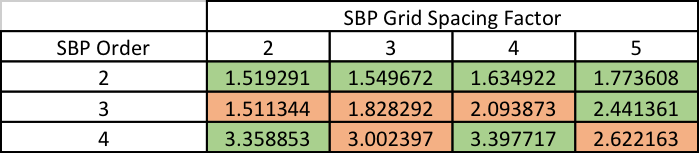 SBP Grid Spacing Factor
SBP Order 2 3 4 5
2 1.519291 1.549672 1.634922 1.773608
3 1.511344 1.828292 2.093873 2.441361
4 3.358853 3.002397 3.397717 2.622163